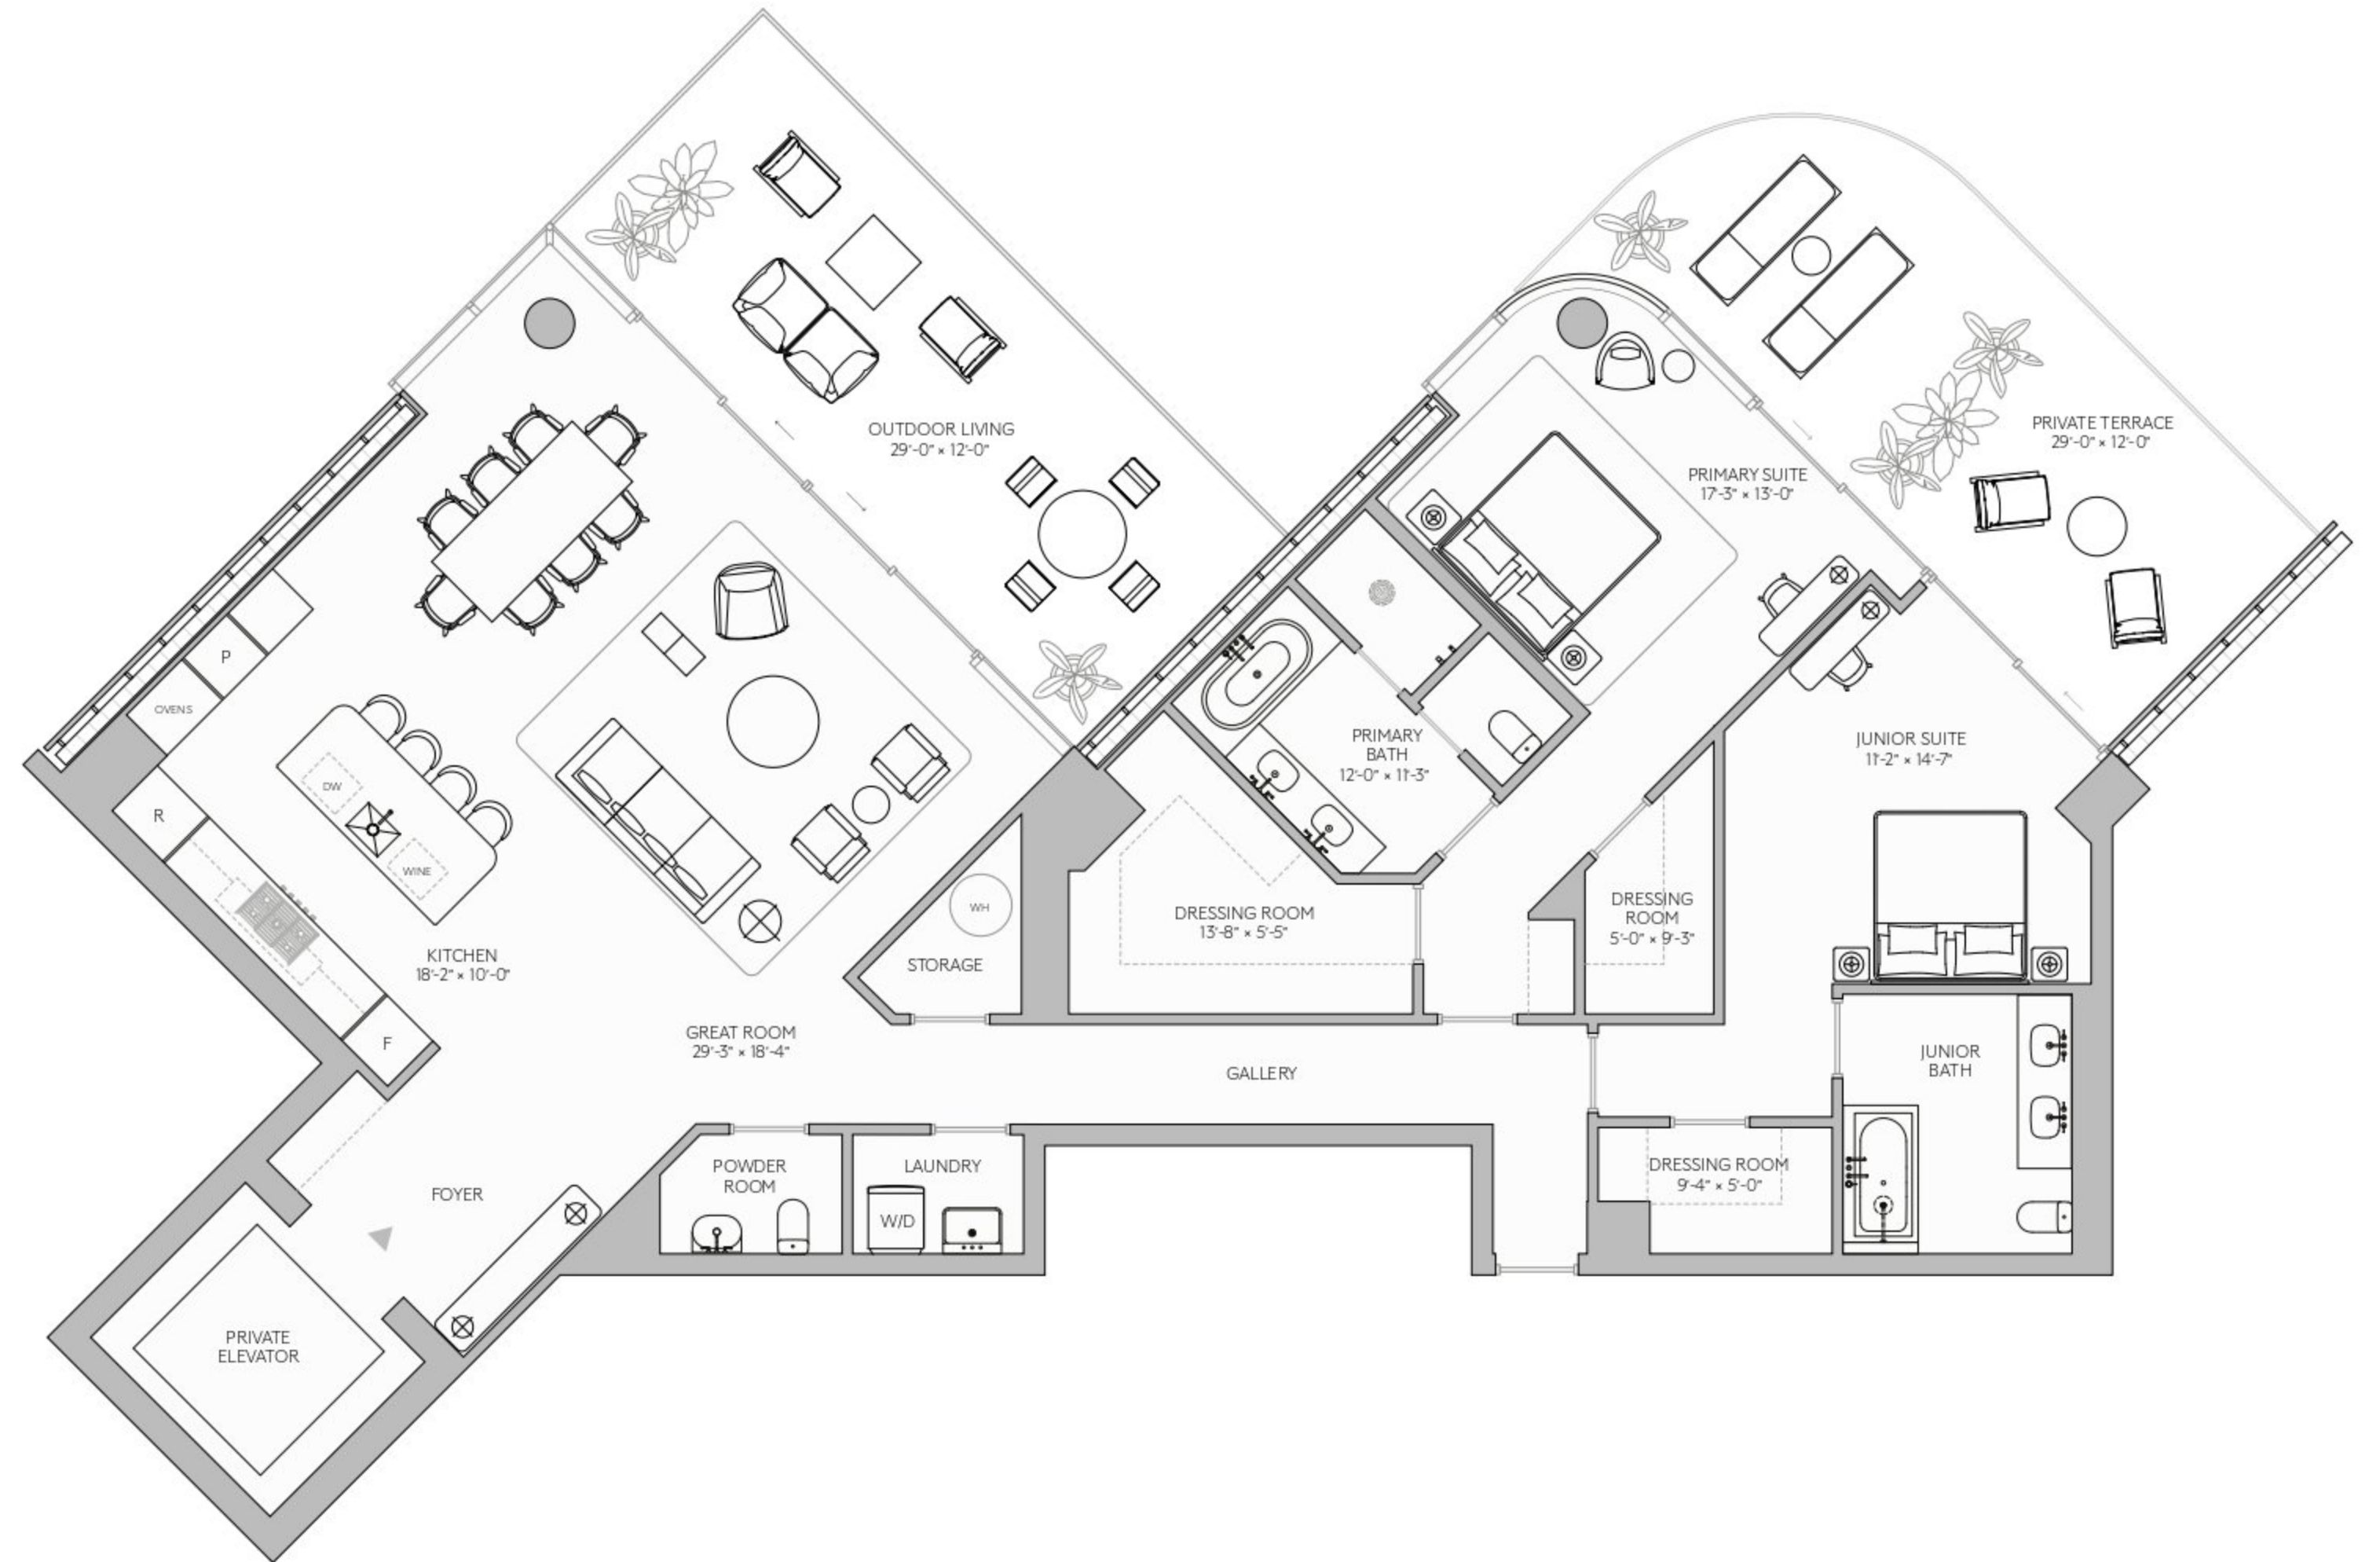 OUTDOOR LIVING
29'-0" × 12'-0"
PRIVATE TERRACE
29'-0" × 12'-0"
PRIMARY SUITE
17'-3" × 13'-0"
P
OVENS
DW
R
WINE
PRIMARY
BATH
12'-0" × 11'-3"
JUNIOR SUITE
11'-2" × 14'-7"
WH
STORAGE
DRESSING ROOM
13'-8" × 5'-5"
DRESSING
ROOM
5'-0" × 9'-3"
KITCHEN
18'-2" × 10'-0"
F
GREAT ROOM
29'-3" × 18'-4"
GALLERY
JUNIOR
BATH
FOYER
POWDER
ROOM
LAUNDRY
W/D
DRESSING ROOM
9'-4" × 5'-0"
PRIVATE
ELEVATOR